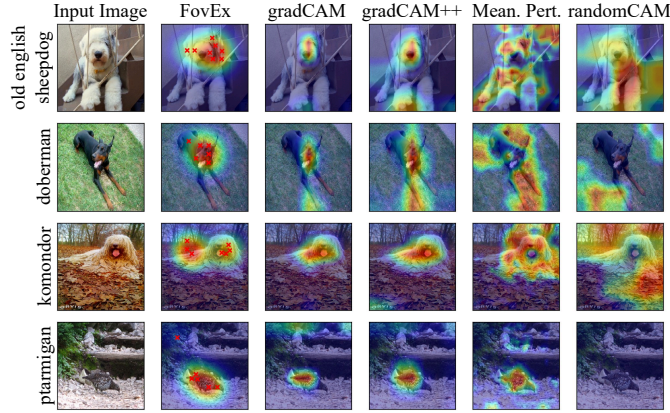 Input Image FovEx gradCAM gradCAM++ Mean. Pert. randomCAM
old english
sheepdog
doberman
komondor
ptarmigan